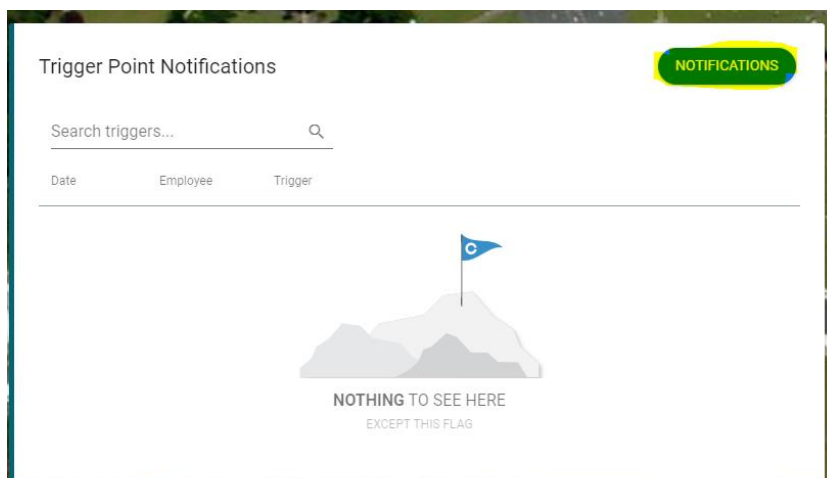 Trigger Point Notifications
NOTIFICATIONS
Search triggers...
Date Employee Trigger
C
NOTHING TO SEE HERE
EXCEPT THIS FLAG